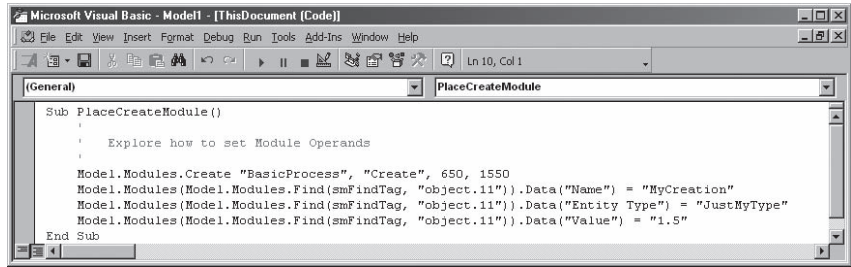 Microsoft Visual Basic - Model1 - [ThisDocument (Code)]
File Edit View Insert Format Debug Run Tools Add-Ins Window Help
Ln 10, Col 1
(General) PlaceCreateModule
Sub PlaceCreateModule()
'
' Explore how to set Module Operands
'
Model.Modules.Create "BasicProcess", "Create", 650, 1550
Model.Modules(Model.Modules.Find(smFindTag, "object.11")).Data("Name") = "MyCreation"
Model.Modules(Model.Modules.Find(smFindTag, "object.11")).Data("Entity Type") = "JustMyType"
Model.Modules(Model.Modules.Find(smFindTag, "object.11")).Data("Value") = "1.5"
End Sub